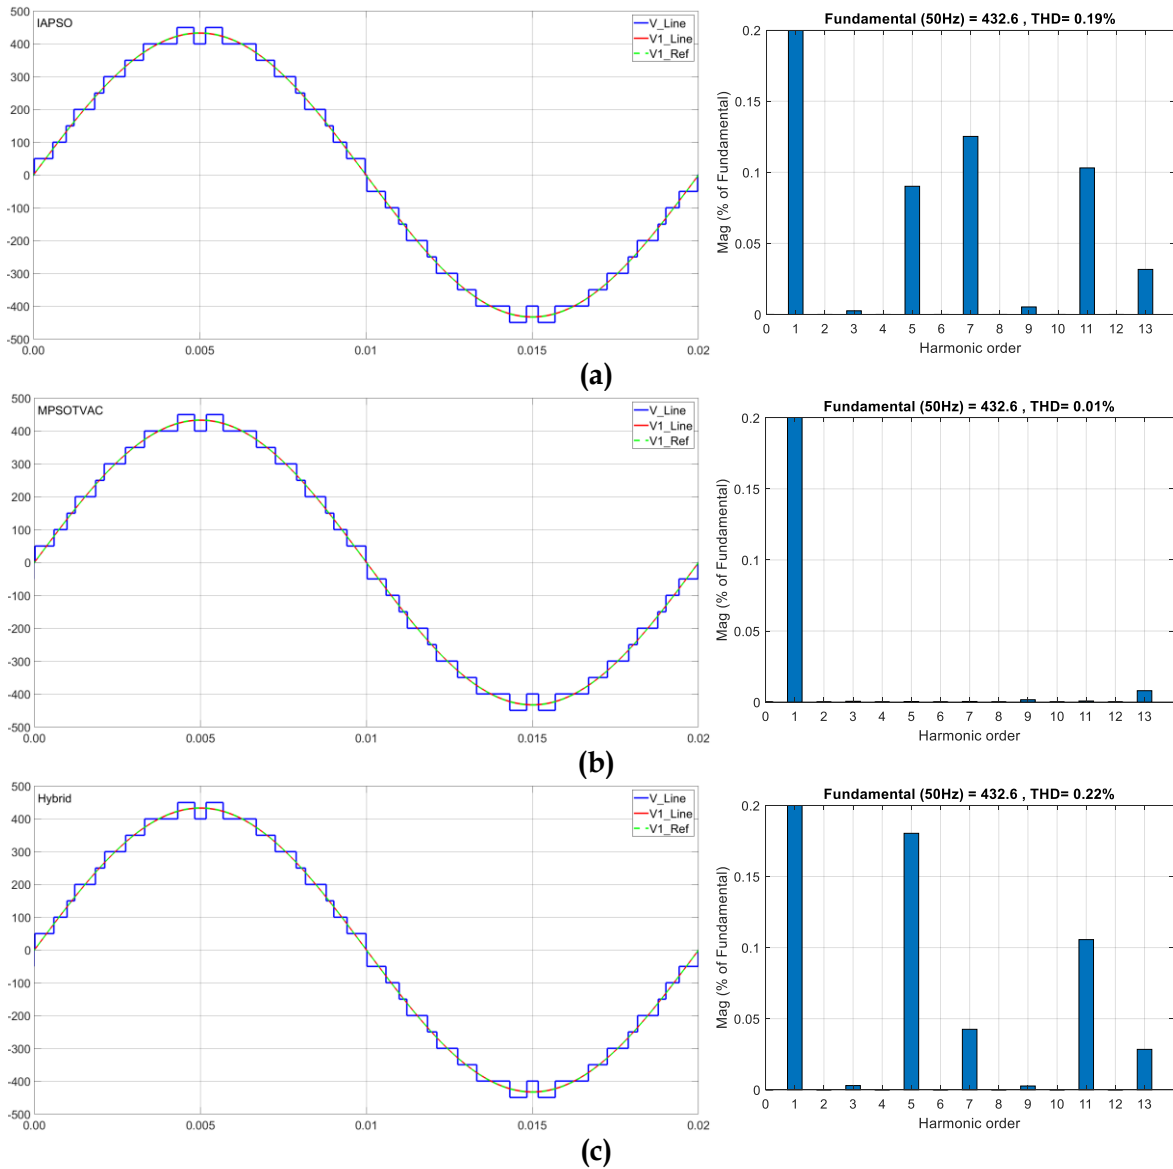 IAPSO
V_Line
V1_Line
V1_Ref
500
400
300
200
100
0
-100
-200
-300
-400
-500
0.00 0.005 0.01 0.015 0.02
Fundamental (50Hz) = 432.6 , THD= 0.19%
Mag (% of Fundamental)
0.2
0.15
0.1
0.05
0
0 1 2 3 4 5 6 7 8 9 10 11 12 13
Harmonic order
(a)
MPSOTVAC
V_Line
V1_Line
V1_Ref
500
400
300
200
100
0
-100
-200
-300
-400
-500
0.00 0.005 0.01 0.015 0.02
Fundamental (50Hz) = 432.6 , THD= 0.01%
Mag (% of Fundamental)
0.2
0.15
0.1
0.05
0
0 1 2 3 4 5 6 7 8 9 10 11 12 13
Harmonic order
(b)
Hybrid
V_Line
V1_Line
V1_Ref
500
400
300
200
100
0
-100
-200
-300
-400
-500
0.00 0.005 0.01 0.015 0.02
Fundamental (50Hz) = 432.6 , THD= 0.22%
Mag (% of Fundamental)
0.2
0.15
0.1
0.05
0
0 1 2 3 4 5 6 7 8 9 10 11 12 13
Harmonic order
(c)